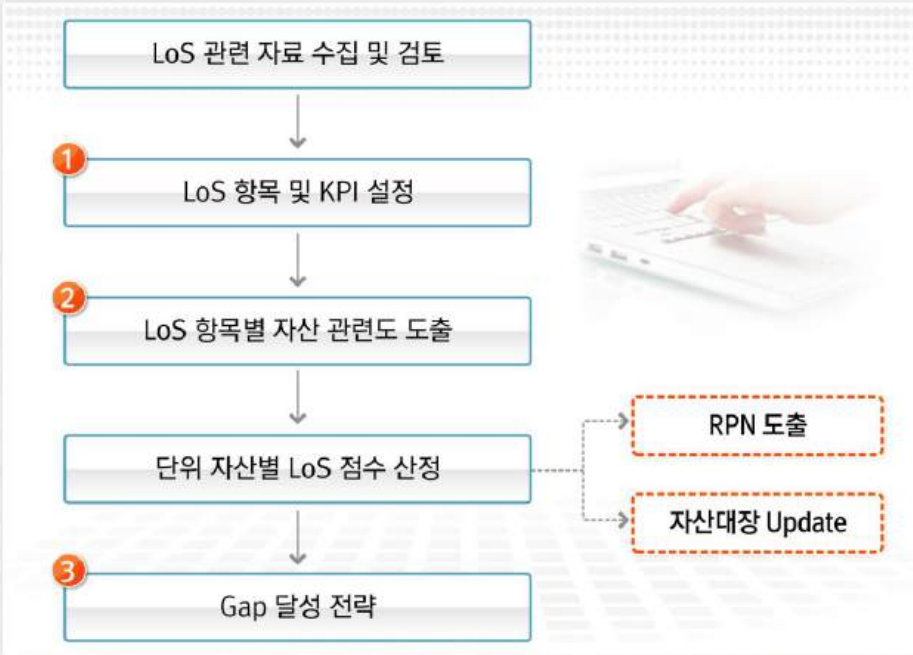 LoS 관련 자료 수집 및 검토
1
LoS 항목 및 KPI 설정
2
LoS 항목별 자산 관련도 도출
단위 자산별 LoS 점수 산정
RPN 도출
자산대장 Update
3
Gap 달성 전략